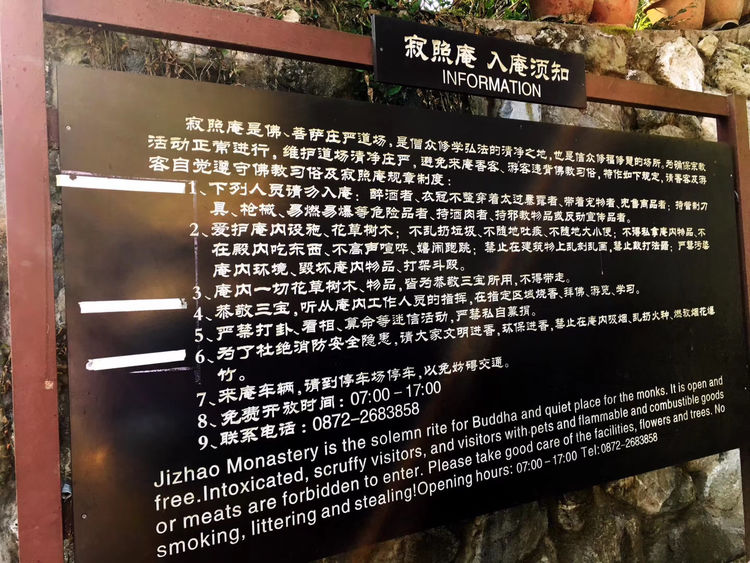 寂照庵 入庵须知
INFORMATION
寂照庵是佛、菩萨庄严道场,是僧众修学弘法的清净之地,也是信众修福修慧的场所,为确保宗教
活动正常进行,维护道场清净庄严,避免来庵香客、游客违背佛教习俗,特作如下规定,请香客及游
客自觉遵守佛教习俗及寂照庵规章制度:
1、下列人员请勿入庵:醉酒者、衣冠不整穿着太过暴露者、带着宠物者、兜售商品者;持管制刀
具、枪械、易燃易爆等危险品者、持酒肉者、持邪教物品或反动宣传品者。
2、爱护庵内设施、花草树木:不乱扔垃圾、不随地吐痰、不随地大小便;不得私拿庵内物品、不
在殿内吃东西、不高声喧哗、嬉闹跑跳;禁止在建筑物上乱刻乱画,禁止敲打法器;严禁污染
庵内环境、毁坏庵内物品、打架斗殴。
3、庵内一切花草树木、物品,皆为恭敬三宝所用,不得带走。
4、恭敬三宝,听从庵内工作人员的指挥,在指定区域烧香、拜佛、游览、学习。
5、严禁打卦、看相、算命等迷信活动,严禁私自募捐。
6、为了杜绝消防安全隐患,请大家文明进香,环保进香,禁止在庵内吸烟、乱扔火种、燃放烟花爆
竹。
7、来庵车辆,请到停车场停车,以免妨碍交通。
8、免费开放时间:07:00-17:00
9、联系电话:0872-2683858
Jizhao Monastery is the solemn rite for Buddha and quiet place for the monks. It is open and
free.Intoxicated, scruffy visitors, and visitors with pets and flammable and combustible goods
or meats are forbidden to enter. Please take good care of the facilities, flowers and trees. No
smoking, littering and stealing!Opening hours: 07:00-17:00 Tel:0872-2683858